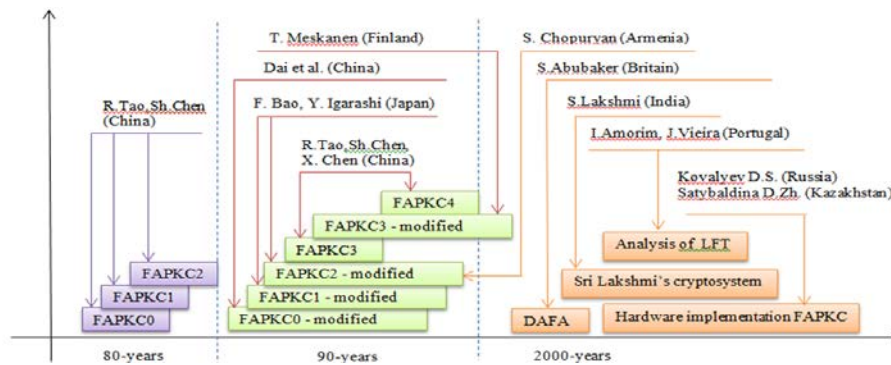 T. Meskanen (Finland)
S. Chopuryan (Armenia)
Dai et al. (China)
S.Abubaker (Britain)
R.Tao,Sh.Chen
(China)
F. Bao, Y. Igarashi (Japan)
S.Lakshmi (India)
I.Amorim, J.Vieira (Portugal)
R.Tao,Sh.Chen,
X. Chen (China)
Kovalyev D.S. (Russia)
Satybaldina D.Zh. (Kazakhstan)
FAPKC4
FAPKC3 - modified
FAPKC3
Analysis of LFT
FAPKC2
FAPKC2 - modified
Sri Lakshmi's cryptosystem
FAPKC1
FAPKC1 - modified
FAPKC0
FAPKC0 - modified
DAFA
Hardware implementation FAPKC
80-years
90-years
2000-years